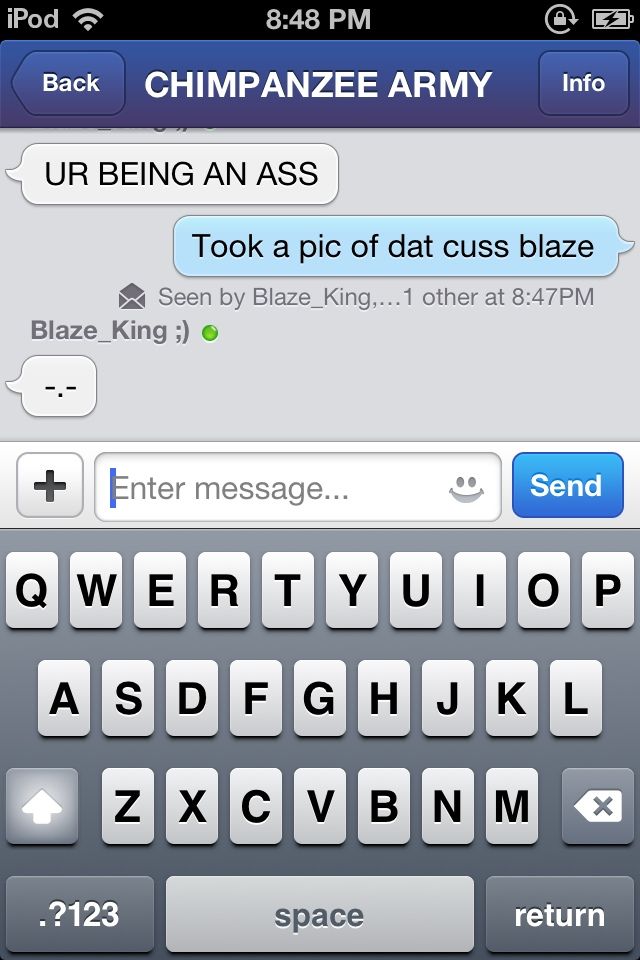 iPod 8:48 PM
Back CHIMPANZEE ARMY Info
UR BEING AN ASS
Took a pic of dat cuss blaze
Seen by Blaze_King,...1 other at 8:47PM
Blaze_King ;)
-.-
Enter message... Send
Q W E R T Y U I O P
A S D F G H J K L
Z X C V B N M
.?123 space return